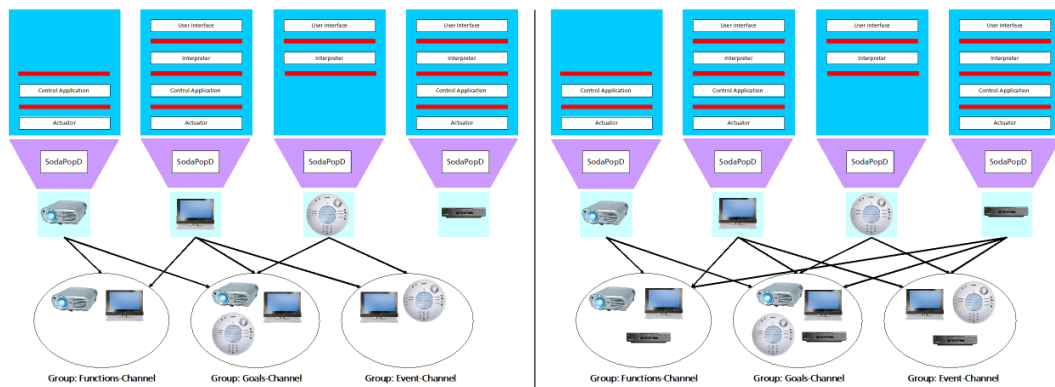 User Interface
User Interface
User Interface
Interpreter
Interpreter
Interpreter
Control Application
Control Application
Control Application
Actuator
Actuator
Actuator
SodaPopD
SodaPopD
SodaPopD
SodaPopD
Group: Functions-Channel
Group: Goals-Channel
Group: Event-Channel
User Interface
User Interface
User Interface
Interpreter
Interpreter
Interpreter
Control Application
Control Application
Control Application
Actuator
Actuator
Actuator
SodaPopD
SodaPopD
SodaPopD
SodaPopD
Group: Functions-Channel
Group: Goals-Channel
Group: Event-Channel